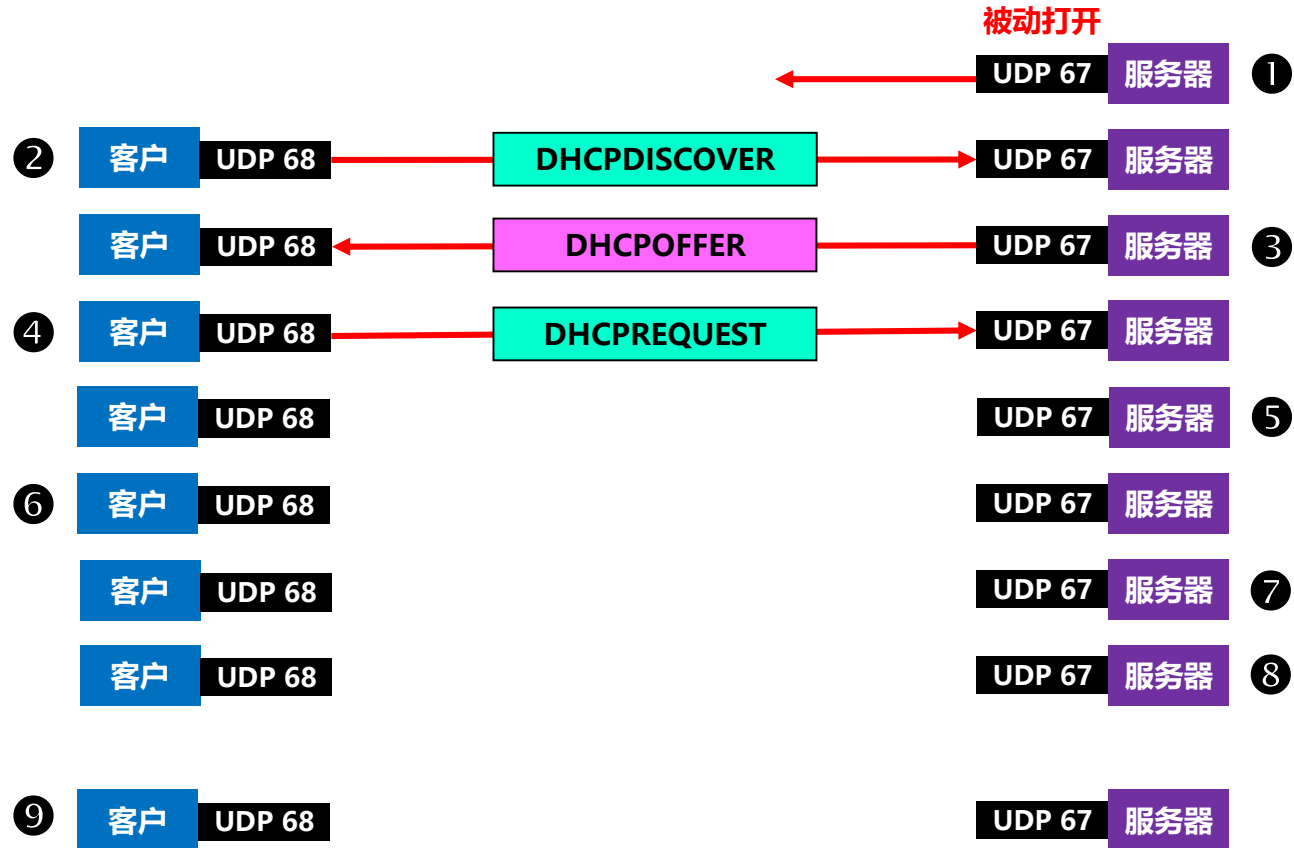 被动打开
UDP 67 服务器 ❶
❷ 客户 UDP 68 DHCPDISCOVER UDP 67 服务器
客户 UDP 68 DHCPOFFER UDP 67 服务器 ❸
❹ 客户 UDP 68 DHCPREQUEST UDP 67 服务器
客户 UDP 68 UDP 67 服务器 ❺
❻ 客户 UDP 68 UDP 67 服务器
客户 UDP 68 UDP 67 服务器 ❼
客户 UDP 68 UDP 67 服务器 ❽
❾ 客户 UDP 68 UDP 67 服务器